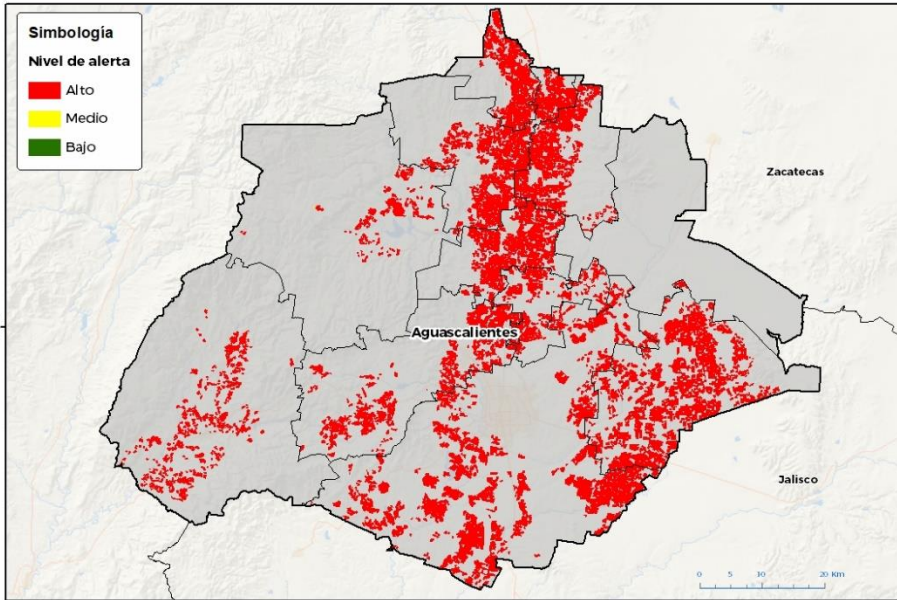 Simbología
Nivel de alerta
Alto
Medio
Bajo
Zacatecas
Aguascalientes
Jalisco
0 5 10 20 Km